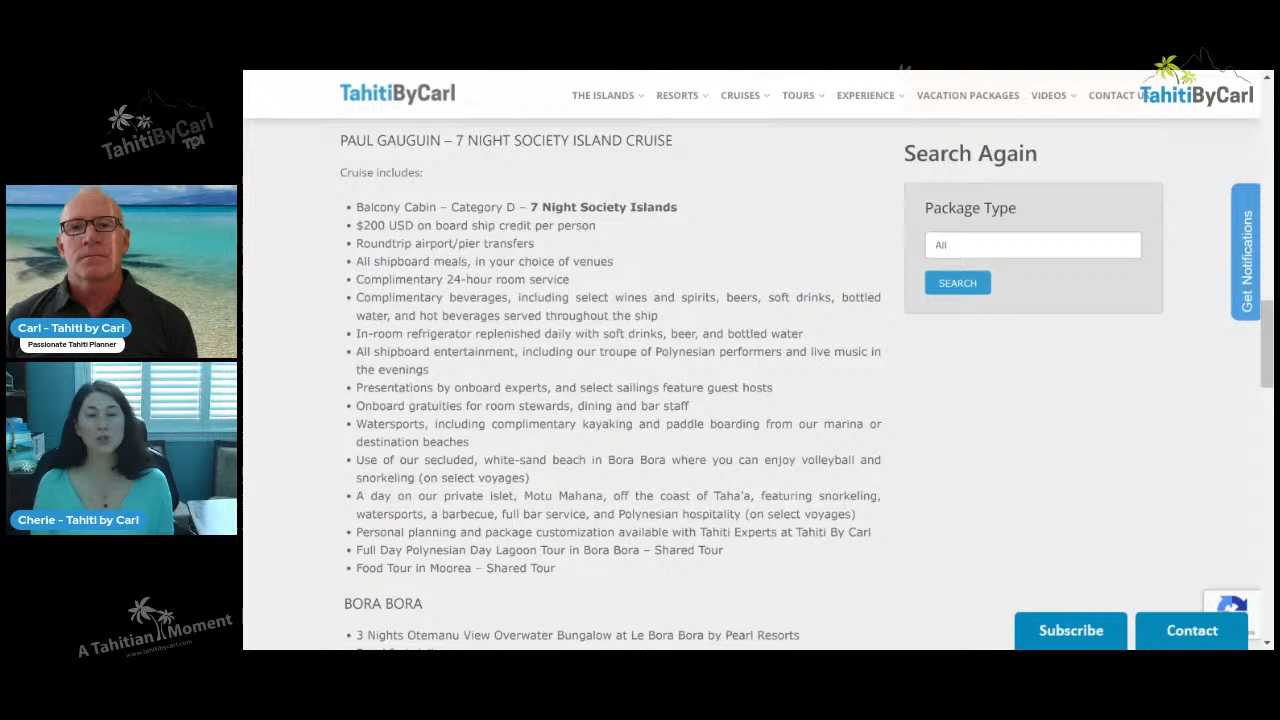 TahitiByCarl
TPI
Carl - Tahiti by Carl
Passionate Tahiti Planner
Cherie - Tahiti by Carl
A Tahitian Moment
www.tahitibycarl.com
TahitiByCarl
THE ISLANDS RESORTS CRUISES TOURS EXPERIENCE VACATION PACKAGES VIDEOS CONTACT US
TahitiByCarl
PAUL GAUGUIN – 7 NIGHT SOCIETY ISLAND CRUISE
Cruise includes:
• Balcony Cabin – Category D – 7 Night Society Islands
• $200 USD on board ship credit per person
• Roundtrip airport/pier transfers
• All shipboard meals, in your choice of venues
• Complimentary 24-hour room service
• Complimentary beverages, including select wines and spirits, beers, soft drinks, bottled
water, and hot beverages served throughout the ship
• In-room refrigerator replenished daily with soft drinks, beer, and bottled water
• All shipboard entertainment, including our troupe of Polynesian performers and live music in
the evenings
• Presentations by onboard experts, and select sailings feature guest hosts
• Onboard gratuities for room stewards, dining and bar staff
• Watersports, including complimentary kayaking and paddle boarding from our marina or
destination beaches
• Use of our secluded, white-sand beach in Bora Bora where you can enjoy volleyball and
snorkeling (on select voyages)
• A day on our private islet, Motu Mahana, off the coast of Taha'a, featuring snorkeling,
watersports, a barbecue, full bar service, and Polynesian hospitality (on select voyages)
• Personal planning and package customization available with Tahiti Experts at Tahiti By Carl
• Full Day Polynesian Day Lagoon Tour in Bora Bora – Shared Tour
• Food Tour in Moorea – Shared Tour
BORA BORA
• 3 Nights Otemanu View Overwater Bungalow at Le Bora Bora by Pearl Resorts
Search Again
Package Type
All
SEARCH
Get Notifications
Subscribe
Contact